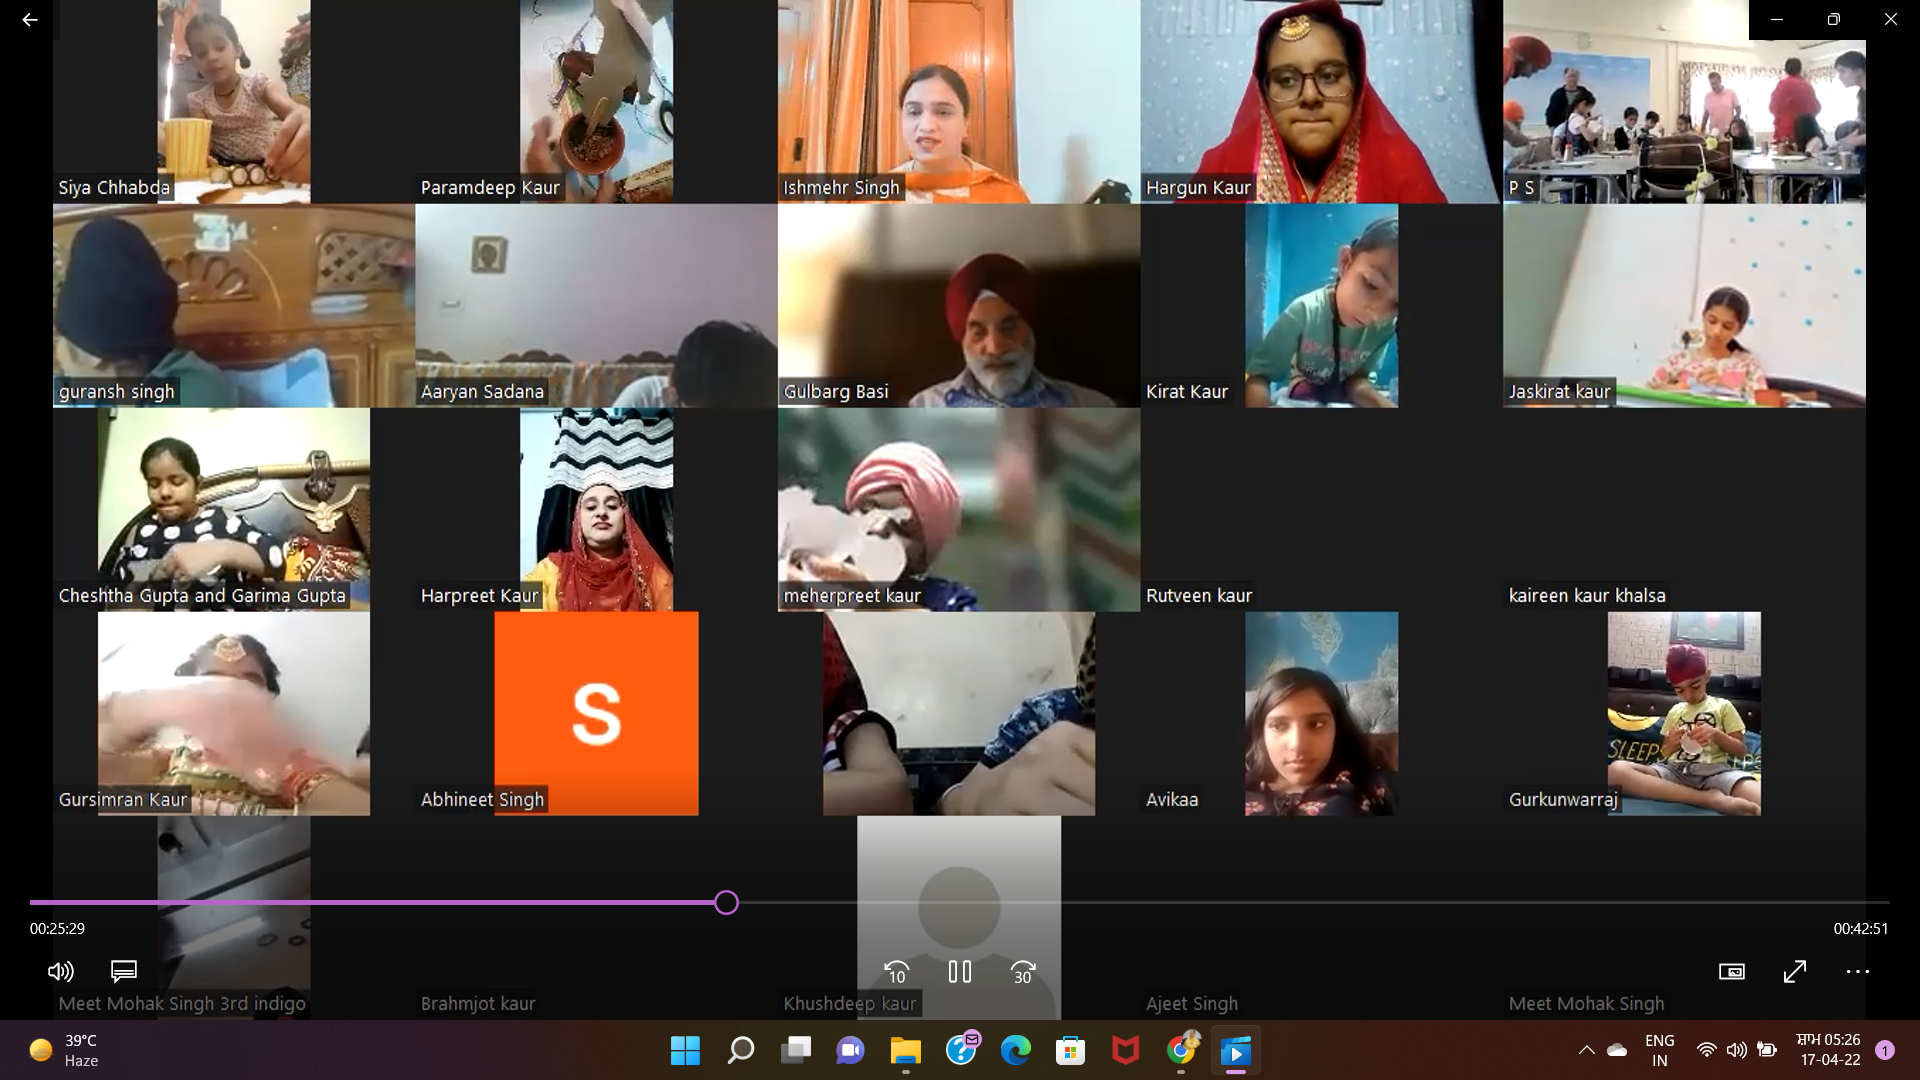 Siya Chhabda
Paramdeep Kaur
Ishmehr Singh
Hargun Kaur
P S
guransh singh
Aaryan Sadana
Gulbarg Basi
Kirat Kaur
Jaskirat kaur
Cheshtha Gupta and Garima Gupta
Harpreet Kaur
meherpreet kaur
Rutveen kaur
kaireen kaur khalsa
S
SLEEP
Gursimran Kaur
Abhineet Singh
Avikaa
Gurkunwarraj
00:25:29
00:42:51
10
30
Meet Mohak Singh 3rd indigo
Brahmjot kaur
Khushdeep kaur
Ajeet Singh
Meet Mohak Singh
39°C
Haze
ENG
IN
ਸ਼ਾਮ 05:26
17-04-22
1